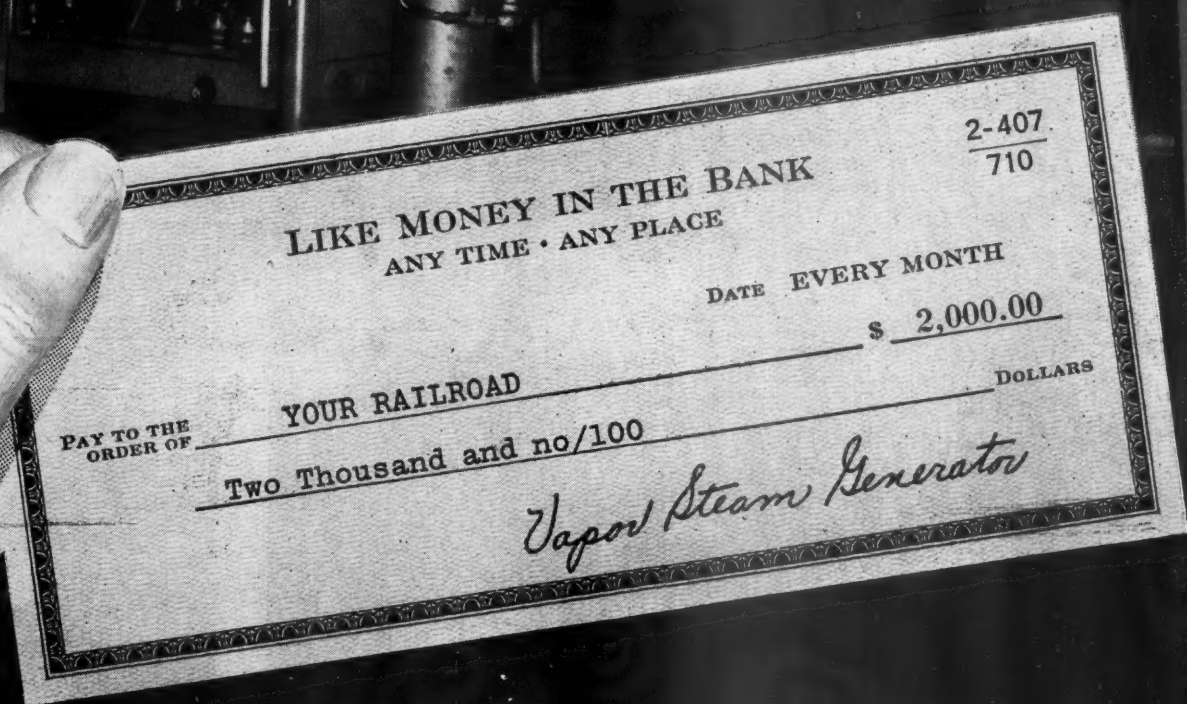 2-407
710
LIKE MONEY IN THE BANK
ANY TIME · ANY PLACE
DATE EVERY MONTH
$ 2,000.00
PAY TO THE
ORDER OF YOUR RAILROAD
Two Thousand and no/100 DOLLARS
Vapor Steam Generator